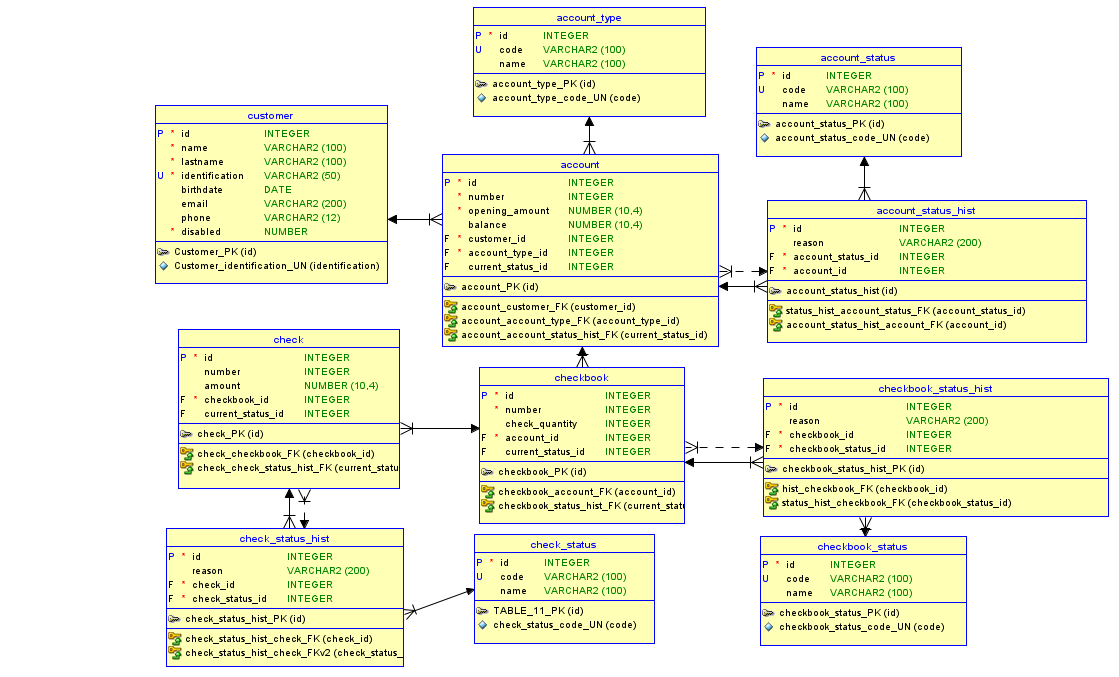 account_type
P * id INTEGER
U code VARCHAR2 (100)
name VARCHAR2 (100)
account_type_PK (id)
account_type_code_UN (code)
account_status
P * id INTEGER
U code VARCHAR2 (100)
name VARCHAR2 (100)
account_status_PK (id)
account_status_code_UN (code)
customer
P * id INTEGER
* name VARCHAR2 (100)
* lastname VARCHAR2 (100)
U * identification VARCHAR2 (50)
birthdate DATE
email VARCHAR2 (200)
phone VARCHAR2 (12)
* disabled NUMBER
Customer_PK (id)
Customer_identification_UN (identification)
account
P * id INTEGER
* number INTEGER
* opening_amount NUMBER (10,4)
balance NUMBER (10,4)
F * customer_id INTEGER
F * account_type_id INTEGER
F current_status_id INTEGER
account_PK (id)
account_customer_FK (customer_id)
account_account_type_FK (account_type_id)
account_account_status_hist_FK (current_status_id)
account_status_hist
P * id INTEGER
reason VARCHAR2 (200)
F * account_status_id INTEGER
F * account_id INTEGER
account_status_hist (id)
status_hist_account_status_FK (account_status_id)
account_status_hist_account_FK (account_id)
check
P * id INTEGER
number INTEGER
amount NUMBER (10,4)
F * checkbook_id INTEGER
F current_status_id INTEGER
check_PK (id)
check_checkbook_FK (checkbook_id)
check_check_status_hist_FK (current_statu
checkbook
P * id INTEGER
* number INTEGER
check_quantity INTEGER
F * account_id INTEGER
F current_status_id INTEGER
checkbook_PK (id)
checkbook_account_FK (account_id)
checkbook_status_hist_FK (current_stat
checkbook_status_hist
P * id INTEGER
reason VARCHAR2 (200)
F * checkbook_id INTEGER
F * checkbook_status_id INTEGER
checkbook_status_hist_PK (id)
hist_checkbook_FK (checkbook_id)
status_hist_checkbook_FK (checkbook_status_id)
check_status_hist
P * id INTEGER
reason VARCHAR2 (200)
F * check_id INTEGER
F * check_status_id INTEGER
check_status_hist_PK (id)
check_status_hist_check_FK (check_id)
check_status_hist_check_FKv2 (check_status_
check_status
P * id INTEGER
U code VARCHAR2 (100)
name VARCHAR2 (100)
TABLE_11_PK (id)
check_status_code_UN (code)
checkbook_status
P * id INTEGER
U code VARCHAR2 (100)
name VARCHAR2 (100)
checkbook_status_PK (id)
checkbook_status_code_UN (code)